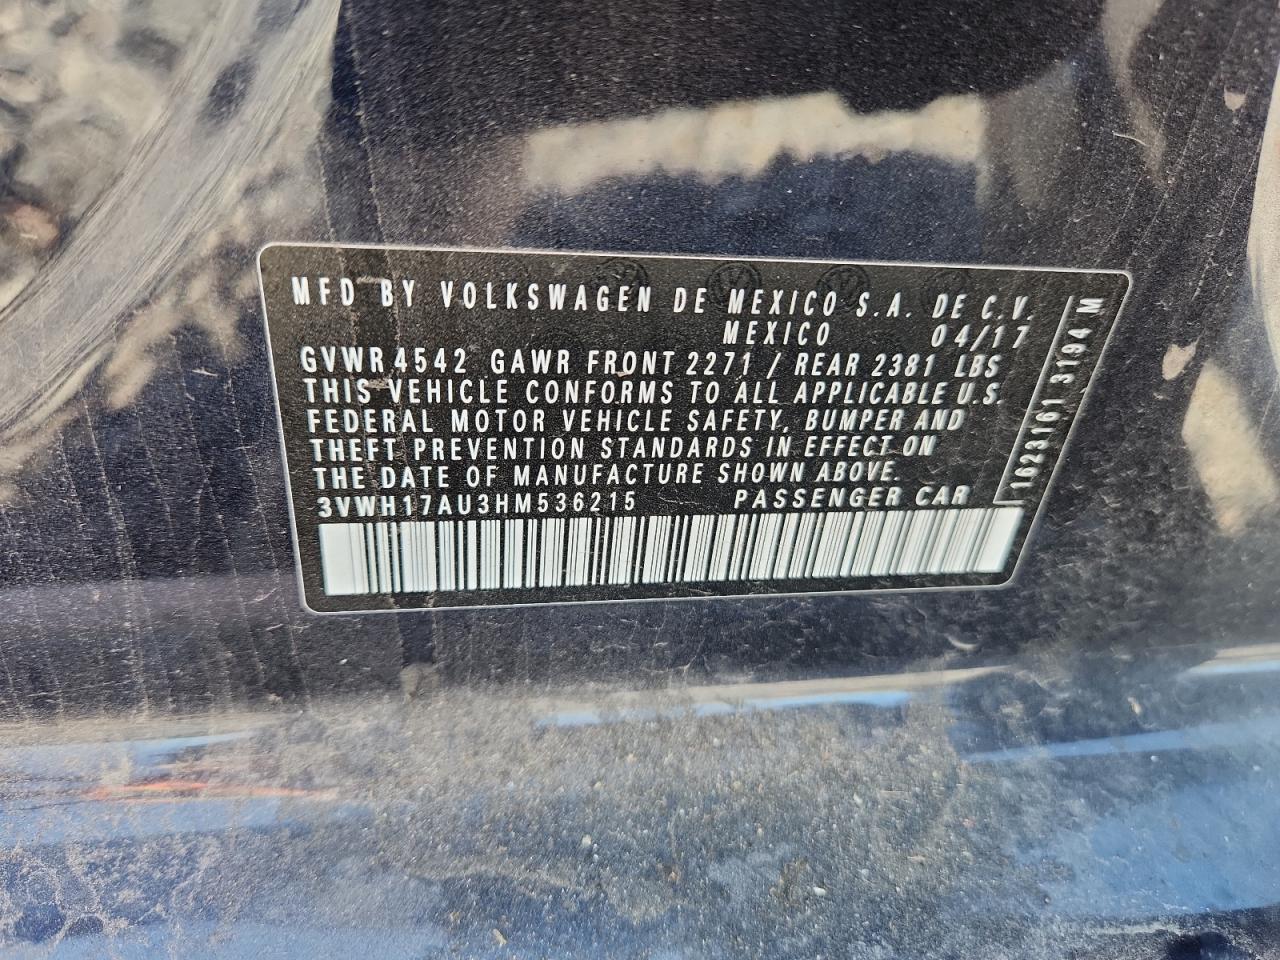 MFD BY VOLKSWAGEN DE MEXICO S.A. DE C.V.
MEXICO 04/17
GVWR 4542 GAWR FRONT 2271 / REAR 2381 LBS
THIS VEHICLE CONFORMS TO ALL APPLICABLE U.S.
FEDERAL MOTOR VEHICLE SAFETY, BUMPER AND
THEFT PREVENTION STANDARDS IN EFFECT ON
THE DATE OF MANUFACTURE SHOWN ABOVE.
3VWH17AU3HM536215 PASSENGER CAR
1623161 3194 M